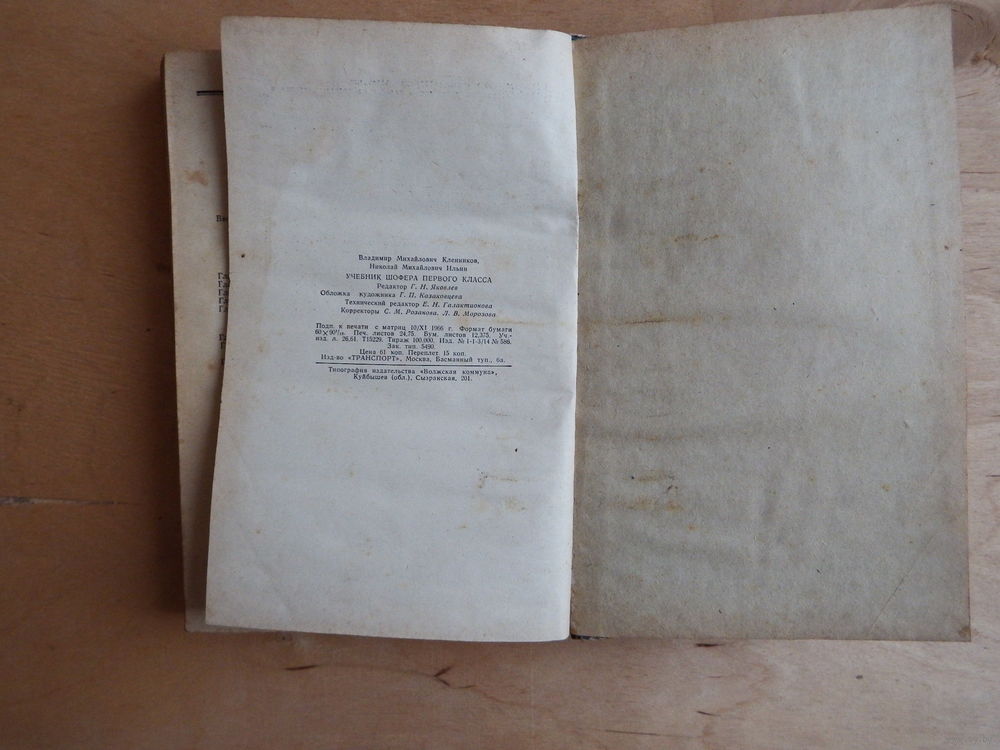 Владимир Михайлович Кленников,
Николай Михайлович Ильин
УЧЕБНИК ШОФЕРА ПЕРВОГО КЛАССА
Редактор Г. Н. Яковлев
Обложка художника Г. П. Казаковцева
Технический редактор Е. Н. Галактионова
Корректоры С. М. Розанова, Л. В. Морозова
Подп. к печати с матриц 10/XI 1966 г. Формат бумаги
60×90¹/₁₆. Печ. листов 24,75. Бум. листов 12,375. Уч.-
изд. л. 26,61. Т15229. Тираж 100.000. Изд. № 1-1-3/14 № 586.
Зак. тип. 5490.
Цена 61 коп. Переплет 15 коп.
Изд-во «ТРАНСПОРТ», Москва, Басманный туп., 6а.
Типография издательства «Волжская коммуна»,
Куйбышев (обл.), Сызранская, 201.